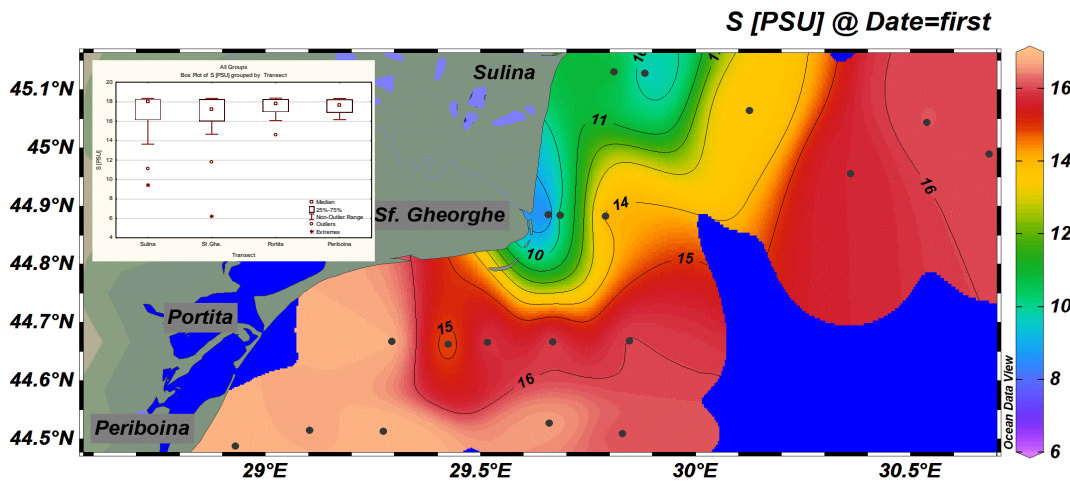 S [PSU] @ Date=first
All Groups
Box Plot of S [PSU] grouped by Transect
20
18
16
14
12
10
8
6
4
S [PSU]
Sulina
Sf.Ghe.
Portita
Periboina
Transect
Median
25%-75%
Non-Outlier Range
Outliers
Extremes
Sulina
Sf. Gheorghe
Portita
Periboina
10
11
11
10
14
15
15
16
16
45.1°N
45°N
44.9°N
44.8°N
44.7°N
44.6°N
44.5°N
29°E
29.5°E
30°E
30.5°E
Ocean Data View
16
14
12
10
8
6